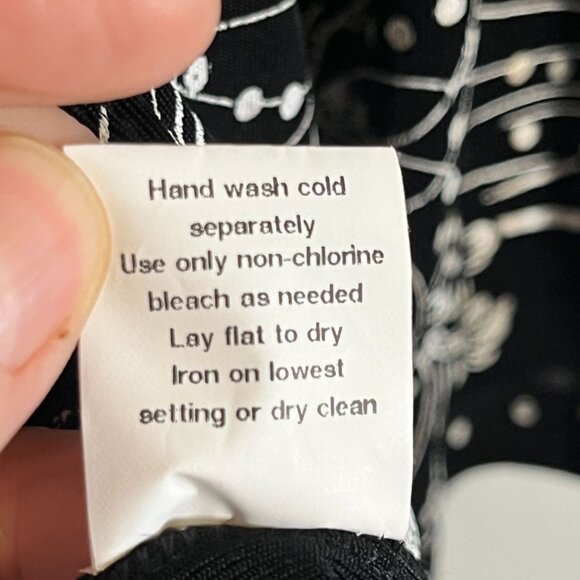 Hand wash cold
separately
Use only non-chlorine
bleach as needed
Lay flat to dry
Iron on lowest
setting or dry clean